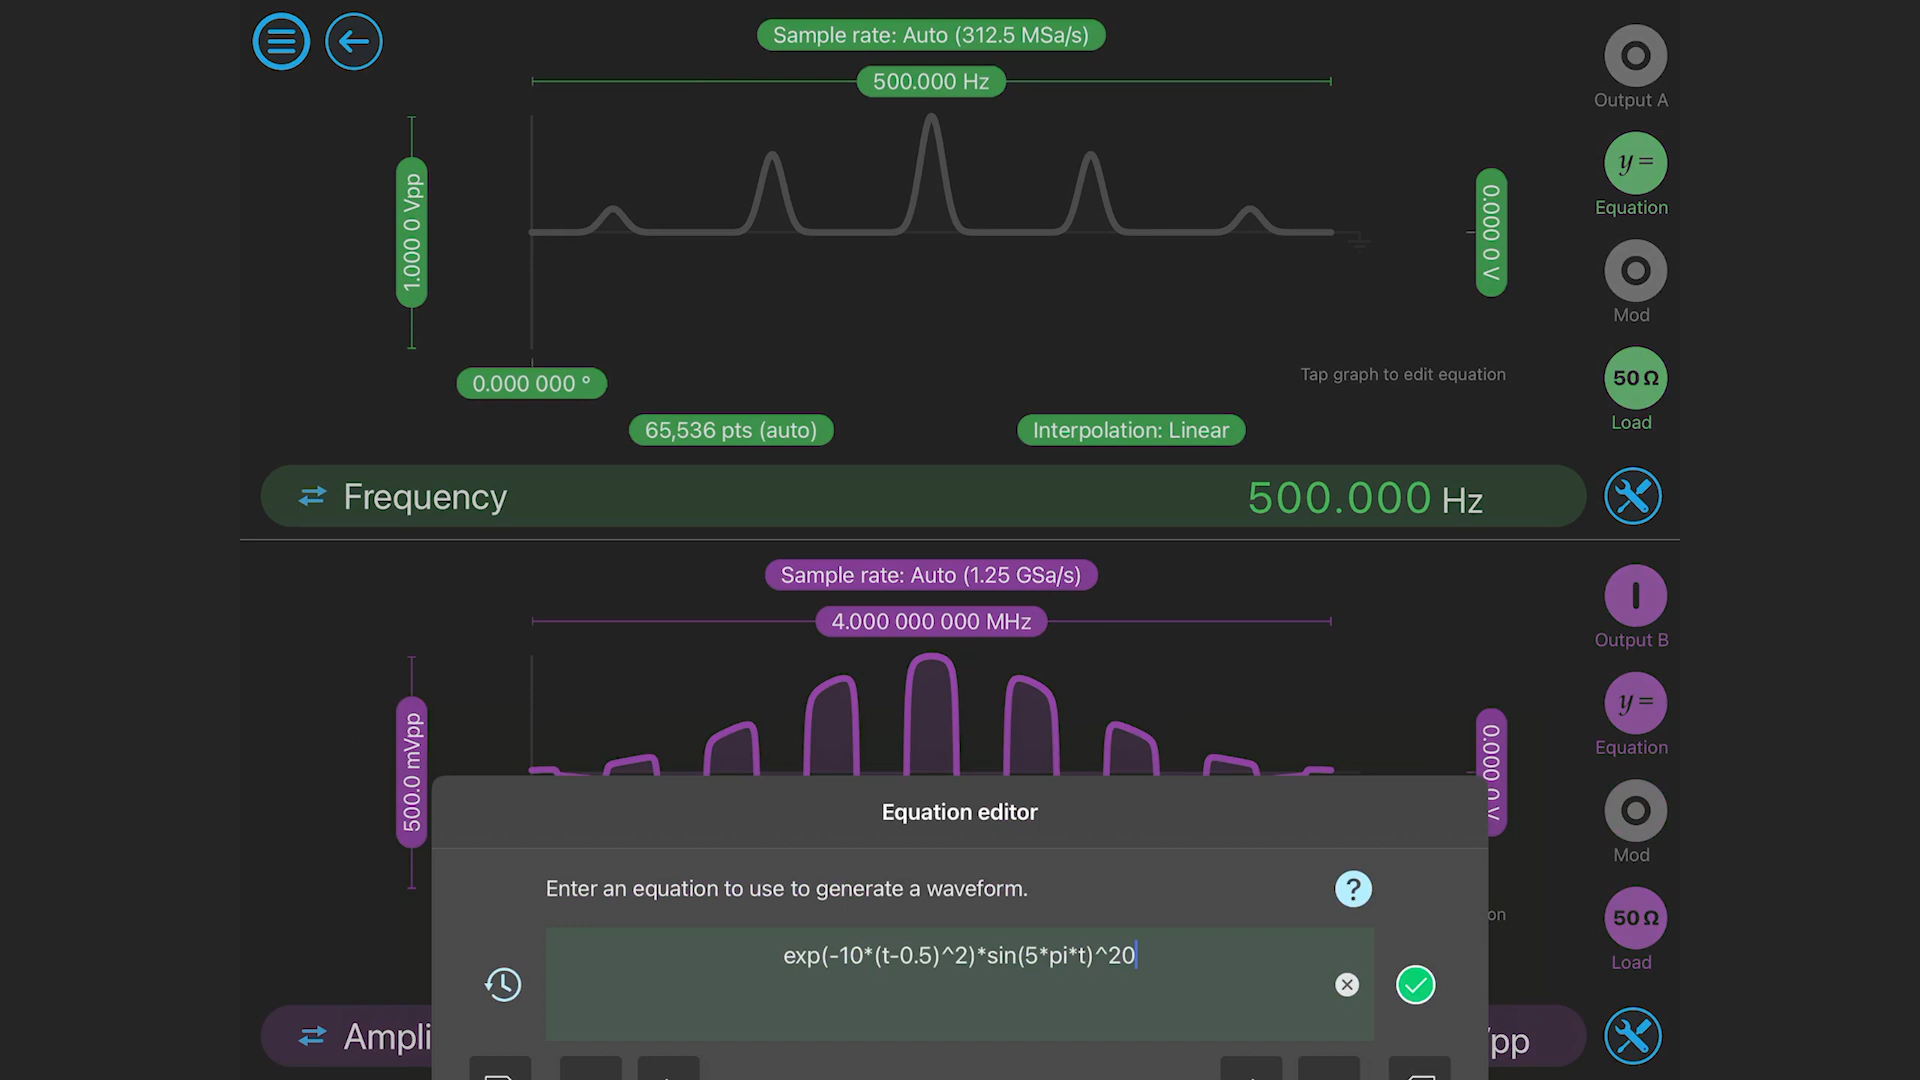 Sample rate: Auto (312.5 MSa/s)
500.000 Hz
Output A
y =
Equation
1.000 0 Vpp
0.000 0 V
Mod
0.000 000 °
Tap graph to edit equation
50 Ω
Load
65,536 pts (auto)
Interpolation: Linear
Frequency
500.000 Hz
Sample rate: Auto (1.25 GSa/s)
4.000 000 000 MHz
Output B
y =
Equation
500.0 mVpp
0.000 0 V
Equation editor
Mod
Enter an equation to use to generate a waveform.
?
on
50 Ω
Load
exp(-10*(t-0.5)^2)*sin(5*pi*t)^20
Ampli
pp